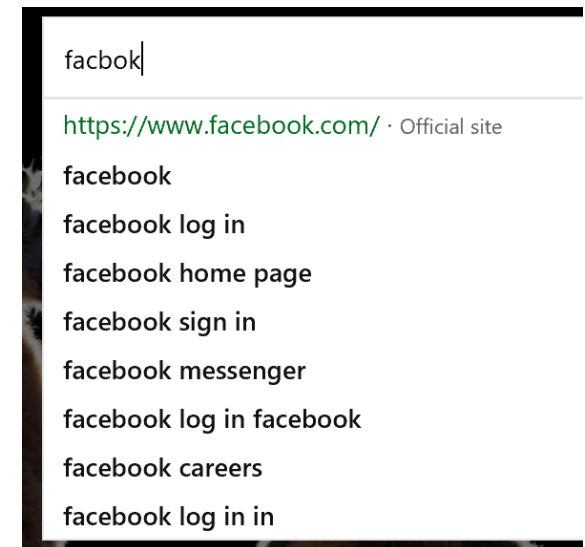 facbok
https://www.facebook.com/ · Official site
facebook
facebook log in
facebook home page
facebook sign in
facebook messenger
facebook log in facebook
facebook careers
facebook log in in